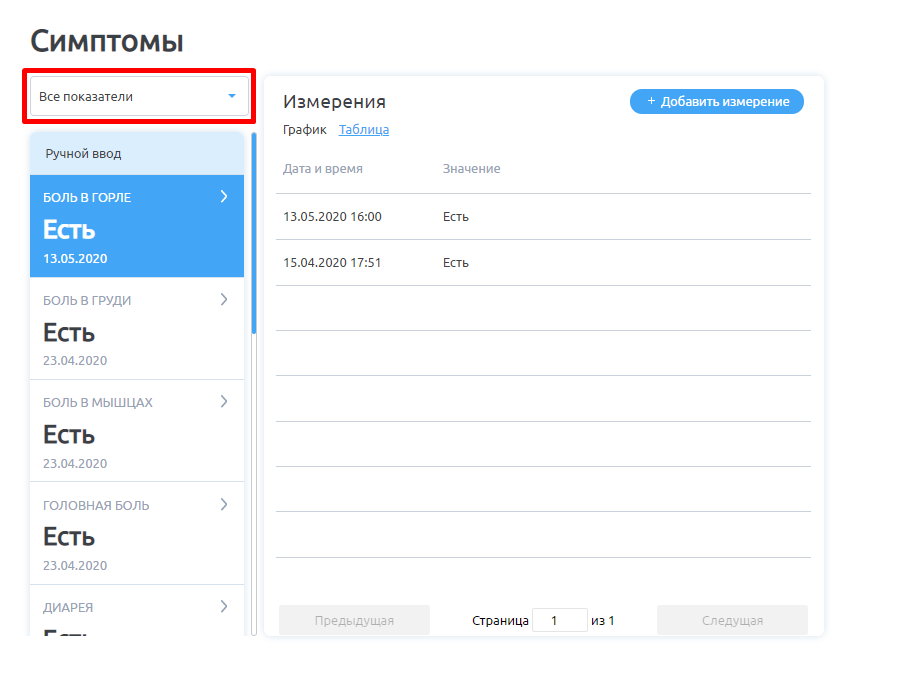 Симптомы
Все показатели
Ручной ввод
БОЛЬ В ГОРЛЕ
Есть
13.05.2020
БОЛЬ В ГРУДИ
Есть
23.04.2020
БОЛЬ В МЫШЦАХ
Есть
23.04.2020
ГОЛОВНАЯ БОЛЬ
Есть
23.04.2020
ДИАРЕЯ
Измерения
+ Добавить измерение
График Таблица
Дата и время Значение
13.05.2020 16:00 Есть
15.04.2020 17:51 Есть
Предыдущая Страница 1 из 1 Следущая